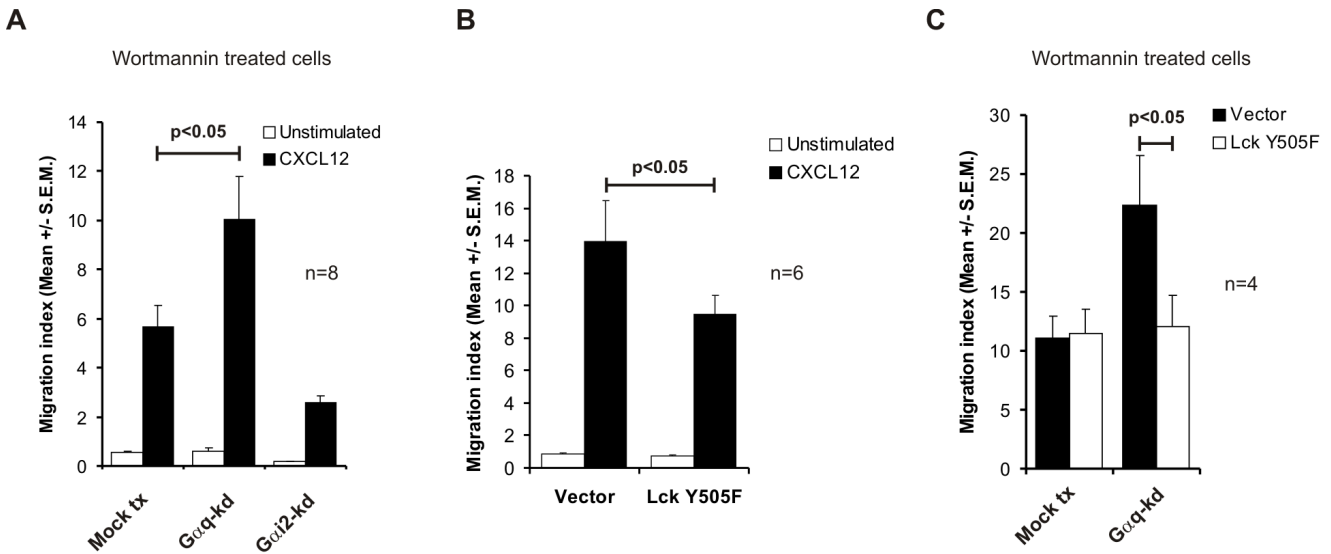 A
Wortmannin treated cells
Migration index (Mean +/- S.E.M.)
14
12
10
8
6
4
2
0
p<0.05
Unstimulated
CXCL12
n=8
Mock tx
Gαq-kd
Gαi2-kd
B
Migration index (Mean +/- S.E.M.)
18
16
14
12
10
8
6
4
2
0
p<0.05
Unstimulated
CXCL12
n=6
Vector
Lck Y505F
C
Wortmannin treated cells
Migration index (Mean +/- S.E.M.)
30
25
20
15
10
5
0
p<0.05
Vector
Lck Y505F
n=4
Mock tx
Gαq-kd